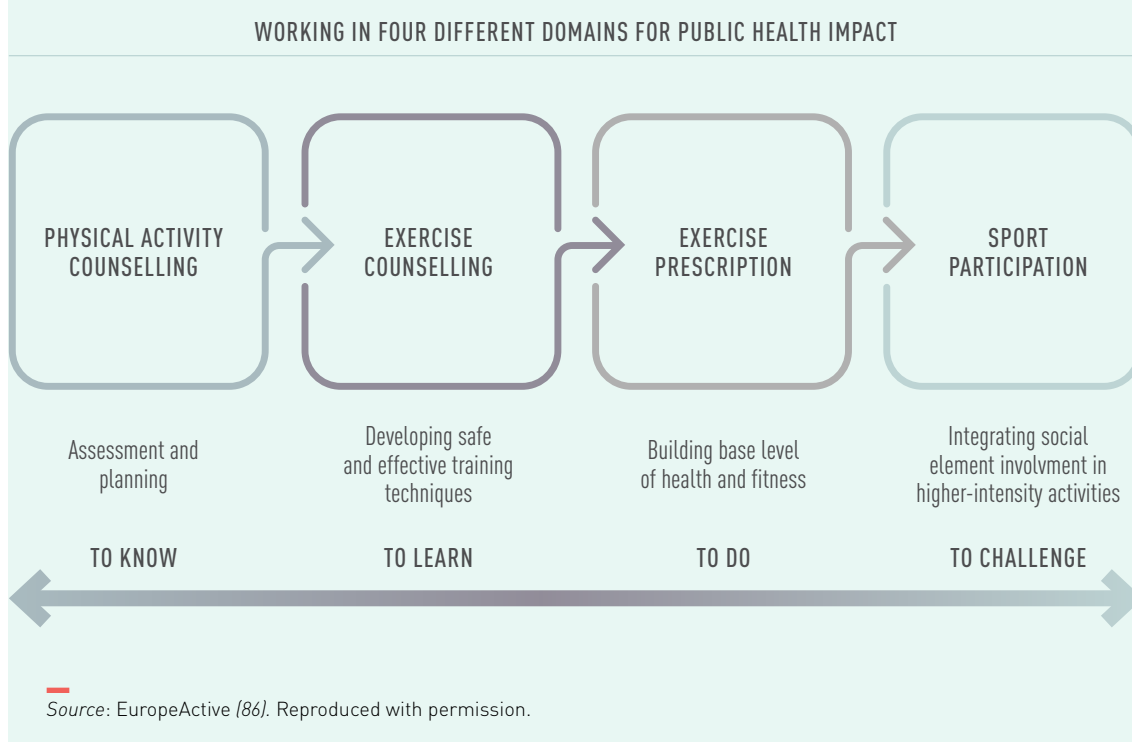 WORKING IN FOUR DIFFERENT DOMAINS FOR PUBLIC HEALTH IMPACT
PHYSICAL ACTIVITY
COUNSELLING
EXERCISE
COUNSELLING
EXERCISE
PRESCRIPTION
SPORT
PARTICIPATION
Assessment and
planning
Developing safe
and effective training
techniques
Building base level
of health and fitness
Integrating social
element involvment in
higher-intensity activities
TO KNOW
TO LEARN
TO DO
TO CHALLENGE
Source: EuropeActive (86). Reproduced with permission.